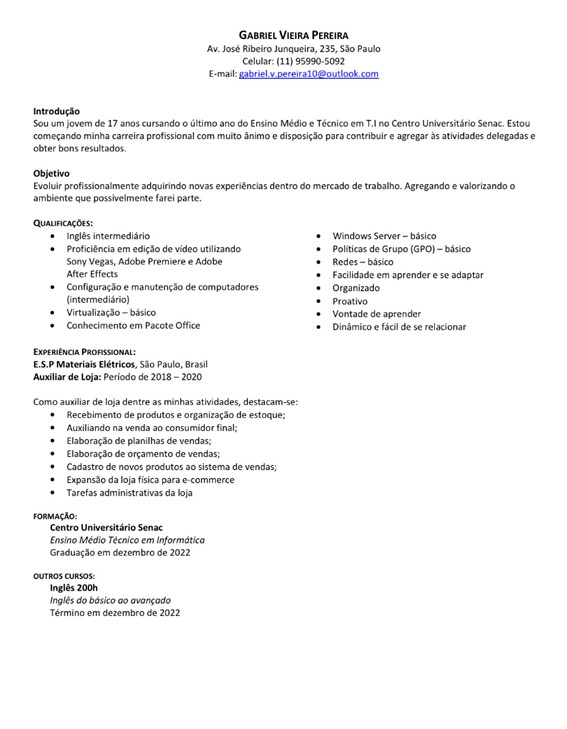 GABRIEL VIEIRA PEREIRA
Av. José Ribeiro Junqueira, 235, São Paulo
Celular: (11) 95990-5092
E-mail: gabriel.v.pereira10@outlook.com
Introdução
Sou um jovem de 17 anos cursando o último ano do Ensino Médio e Técnico em T.I no Centro Universitário Senac. Estou
começando minha carreira profissional com muito ânimo e disposição para contribuir e agregar às atividades delegadas e
obter bons resultados.
Objetivo
Evoluir profissionalmente adquirindo novas experiências dentro do mercado de trabalho. Agregando e valorizando o
ambiente que possivelmente farei parte.
QUALIFICAÇÕES:
• Inglês intermediário
• Proficiência em edição de vídeo utilizando
Sony Vegas, Adobe Premiere e Adobe
After Effects
• Configuração e manutenção de computadores
(intermediário)
• Virtualização – básico
• Conhecimento em Pacote Office
• Windows Server – básico
• Políticas de Grupo (GPO) – básico
• Redes – básico
• Facilidade em aprender e se adaptar
• Organizado
• Proativo
• Vontade de aprender
• Dinâmico e fácil de se relacionar
EXPERIÊNCIA PROFISSIONAL:
E.S.P Materiais Elétricos, São Paulo, Brasil
Auxiliar de Loja: Período de 2018 – 2020
Como auxiliar de loja dentre as minhas atividades, destacam-se:
• Recebimento de produtos e organização de estoque;
• Auxiliando na venda ao consumidor final;
• Elaboração de planilhas de vendas;
• Elaboração de orçamento de vendas;
• Cadastro de novos produtos ao sistema de vendas;
• Expansão da loja física para e-commerce
• Tarefas administrativas da loja
FORMAÇÃO:
Centro Universitário Senac
Ensino Médio Técnico em Informática
Graduação em dezembro de 2022
OUTROS CURSOS:
Inglês 200h
Inglês do básico ao avançado
Término em dezembro de 2022